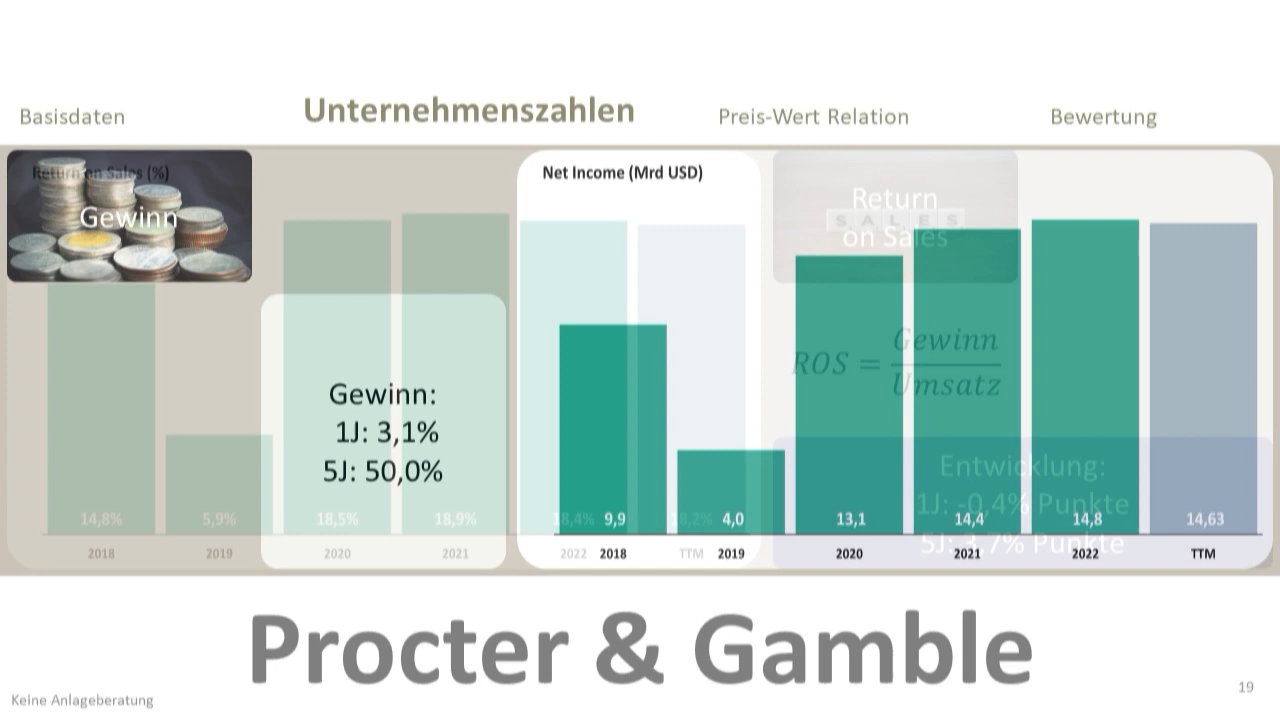 Basisdaten
Unternehmenszahlen
Preis-Wert Relation
Bewertung
Return on Sales (%)
Gewinn
Net Income (Mrd USD)
Return
on Sales
SALES
ROS = Gewinn
Umsatz
Gewinn:
1J: 3,1%
5J: 50,0%
Entwicklung:
1J: -0,4% Punkte
5J: 3,7% Punkte
14,8% 5,9% 18,5% 18,9% 18,4% 9,9 4,0 13,1 14,4 14,8 14,63
2018 2019 2020 2021 2022 2018 TTM 2019 2020 2021 2022 TTM
Procter & Gamble
Keine Anlageberatung
19